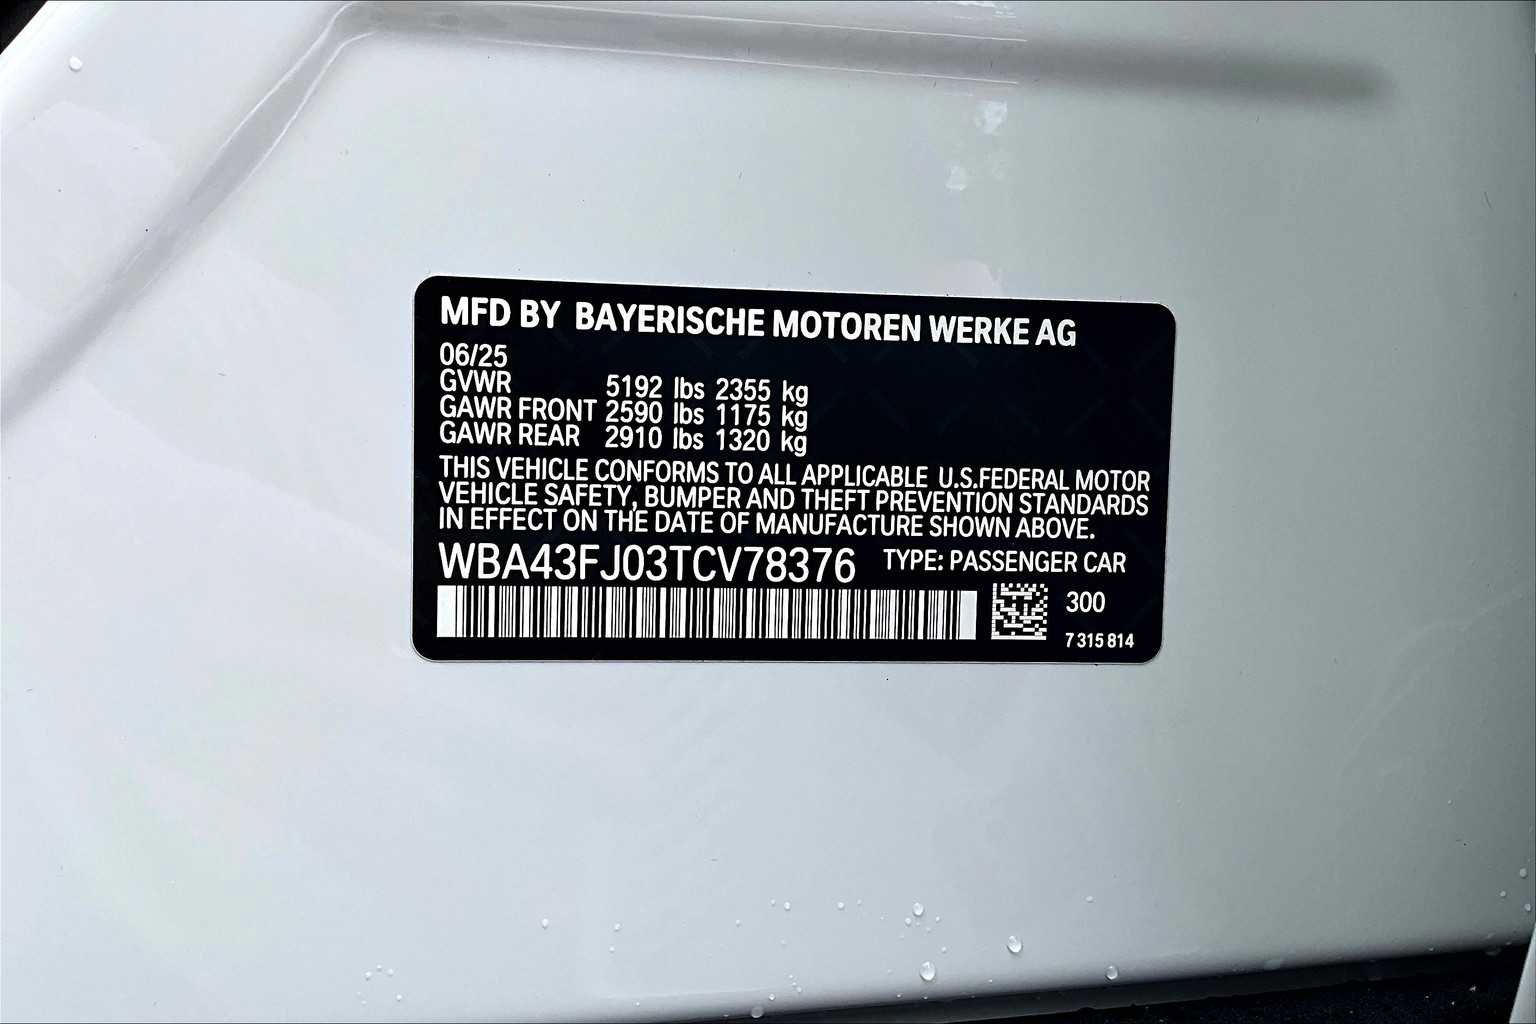 MFD BY BAYERISCHE MOTOREN WERKE AG
06/25
GVWR 5192 lbs 2355 kg
GAWR FRONT 2590 lbs 1175 kg
GAWR REAR 2910 lbs 1320 kg
THIS VEHICLE CONFORMS TO ALL APPLICABLE U.S.FEDERAL MOTOR
VEHICLE SAFETY, BUMPER AND THEFT PREVENTION STANDARDS
IN EFFECT ON THE DATE OF MANUFACTURE SHOWN ABOVE.
WBA43FJ03TCV78376 TYPE: PASSENGER CAR
300
7 315 814